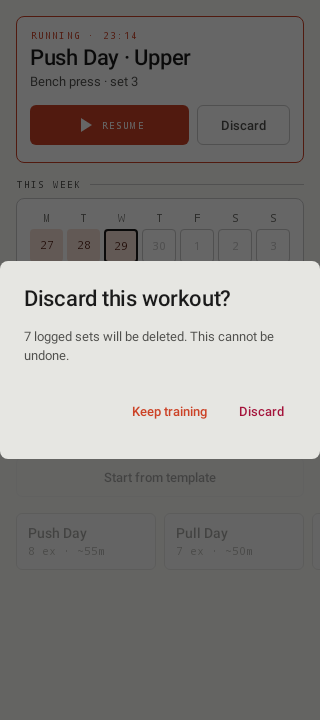 RUNNING · 23:14
Push Day · Upper
Bench press · set 3
RESUME
Discard
THIS WEEK
M T W T F S S
27 28 29 30 1 2 3
Discard this workout?
7 logged sets will be deleted. This cannot be
undone.
Keep training
Discard
Start from template
Push Day
8 ex · ~55m
Pull Day
7 ex · ~50m